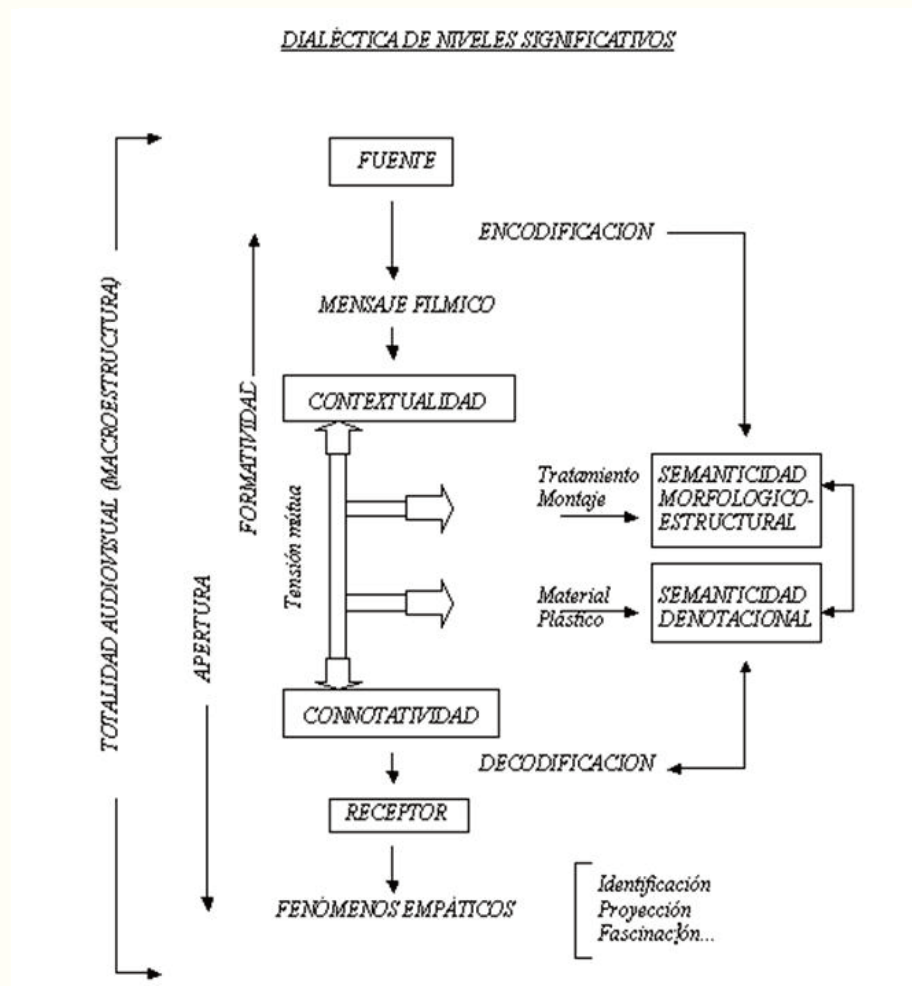 DIALÉCTICA DE NIVELES SIGNIFICATIVOS
FUENTE
ENCODIFICACION
MENSAJE FILMICO
CONTEXTUALIDAD
TOTALIDAD AUDIOVISUAL (MACROESTRUCTURA)
FORMATIVIDAD
APERTURA
Tensión mútua
Tratamiento
Montaje
SEMANTICIDAD
MORFOLOGICO-
ESTRUCTURAL
Material
Plástico
SEMANTICIDAD
DENOTACIONAL
CONNOTATIVIDAD
DECODIFICACION
RECEPTOR
FENÓMENOS EMPÁTICOS
Identificación
Proyección
Fascinación...